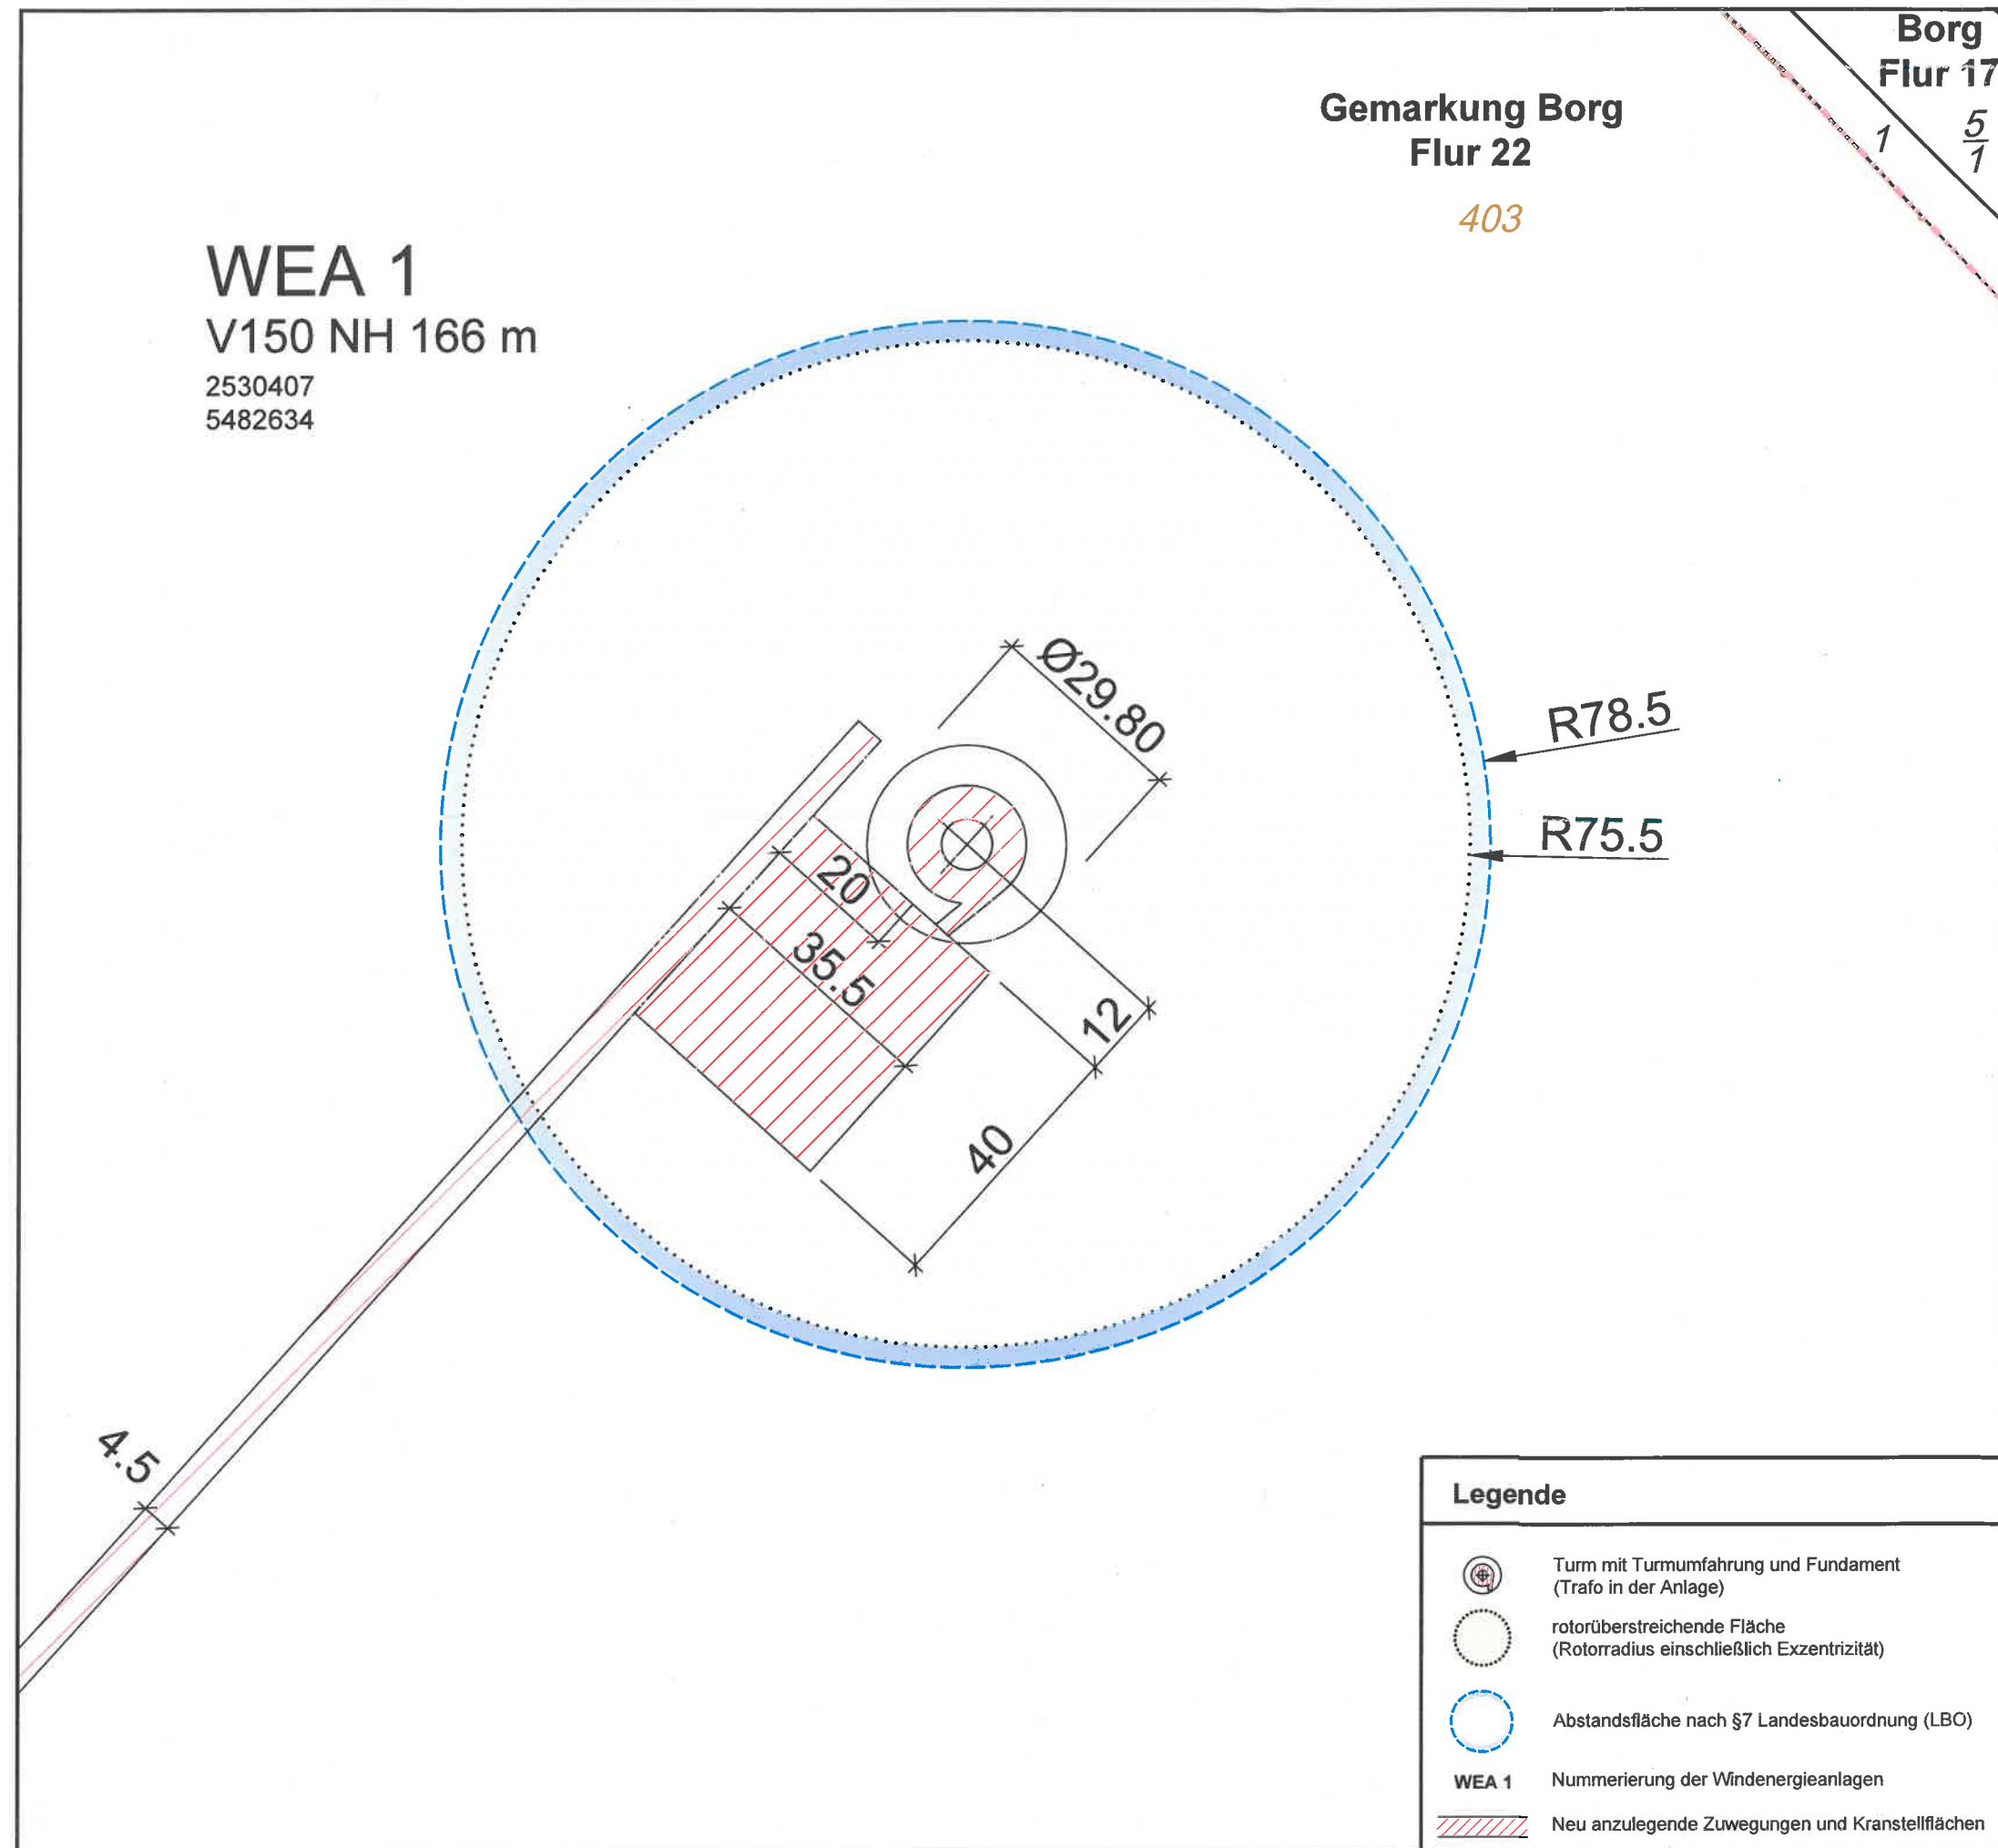 Borg
Flur 17
Gemarkung Borg
Flur 22
403
1
5
1
WEA 1
V150 NH 166 m
2530407
5482634
Ø29.80
R78.5
R75.5
20
35.5
12
40
4.5
Legende
Turm mit Turmumfahrung und Fundament
(Trafo in der Anlage)
rotorüberstreichende Fläche
(Rotorradius einschließlich Exzentrizität)
Abstandsfläche nach §7 Landesbauordnung (LBO)
WEA 1 Nummerierung der Windenergieanlagen
Neu anzulegende Zuwegungen und Kranstellflächen